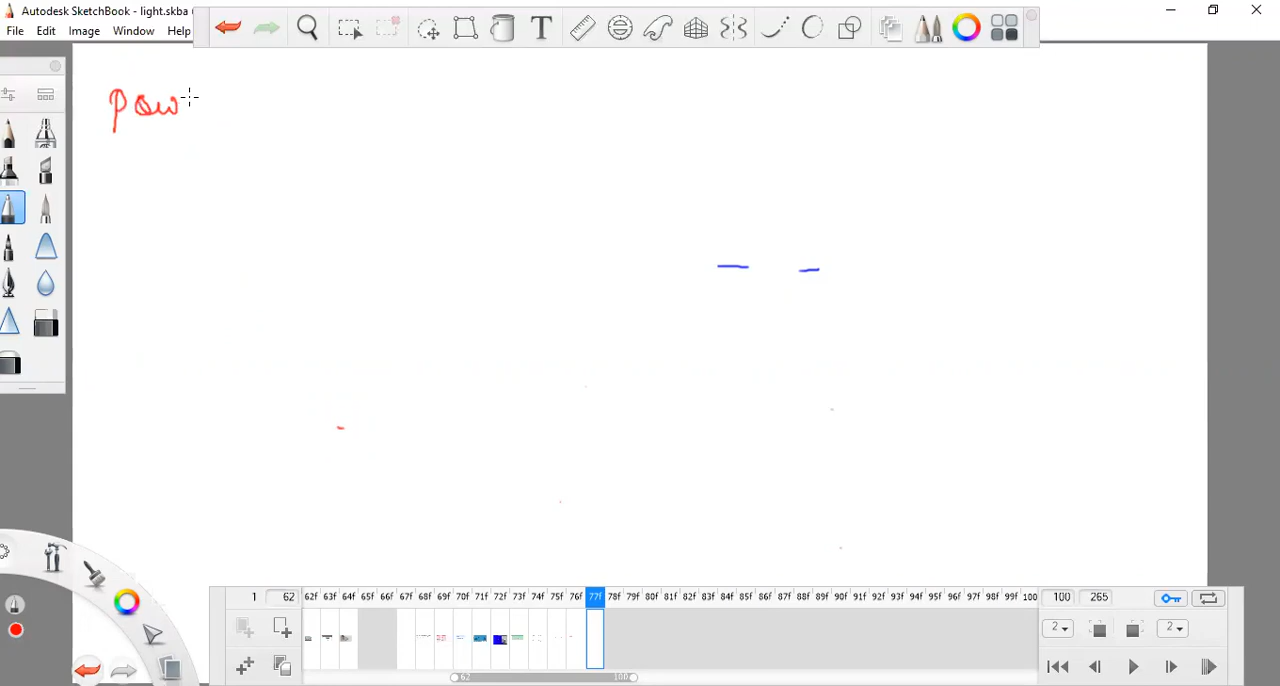 Autodesk SketchBook - light.skba
File Edit Image Window Help
pow
1 62 62f 63f 64f 65f 66f 67f 68f 69f 70f 71f 72f 73f 74f 75f 76f 77f 78f 79f 80f 81f 82f 83f 84f 85f 86f 87f 88f 89f 90f 91f 92f 93f 94f 95f 96f 97f 98f 99f 100 100 265
2 2
62 100